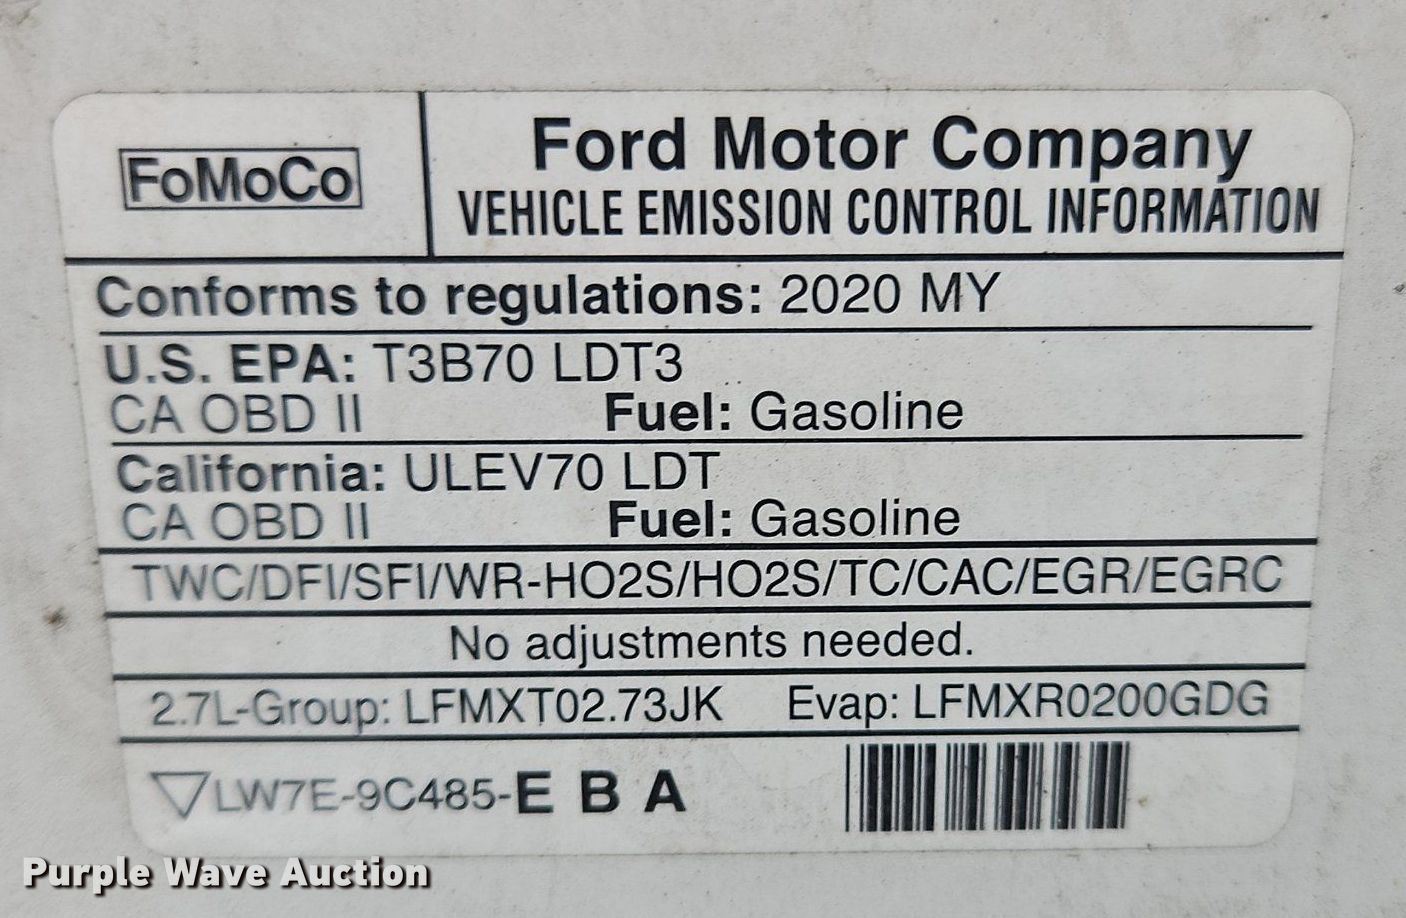 FoMoCo
Ford Motor Company
VEHICLE EMISSION CONTROL INFORMATION
Conforms to regulations: 2020 MY
U.S. EPA: T3B70 LDT3
CA OBD II Fuel: Gasoline
California: ULEV70 LDT
CA OBD II Fuel: Gasoline
TWC/DFI/SFI/WR-HO2S/HO2S/TC/CAC/EGR/EGRC
No adjustments needed.
2.7L-Group: LFMXT02.73JK Evap: LFMXR0200GDG
LW7E-9C485-E B A
Purple Wave Auction